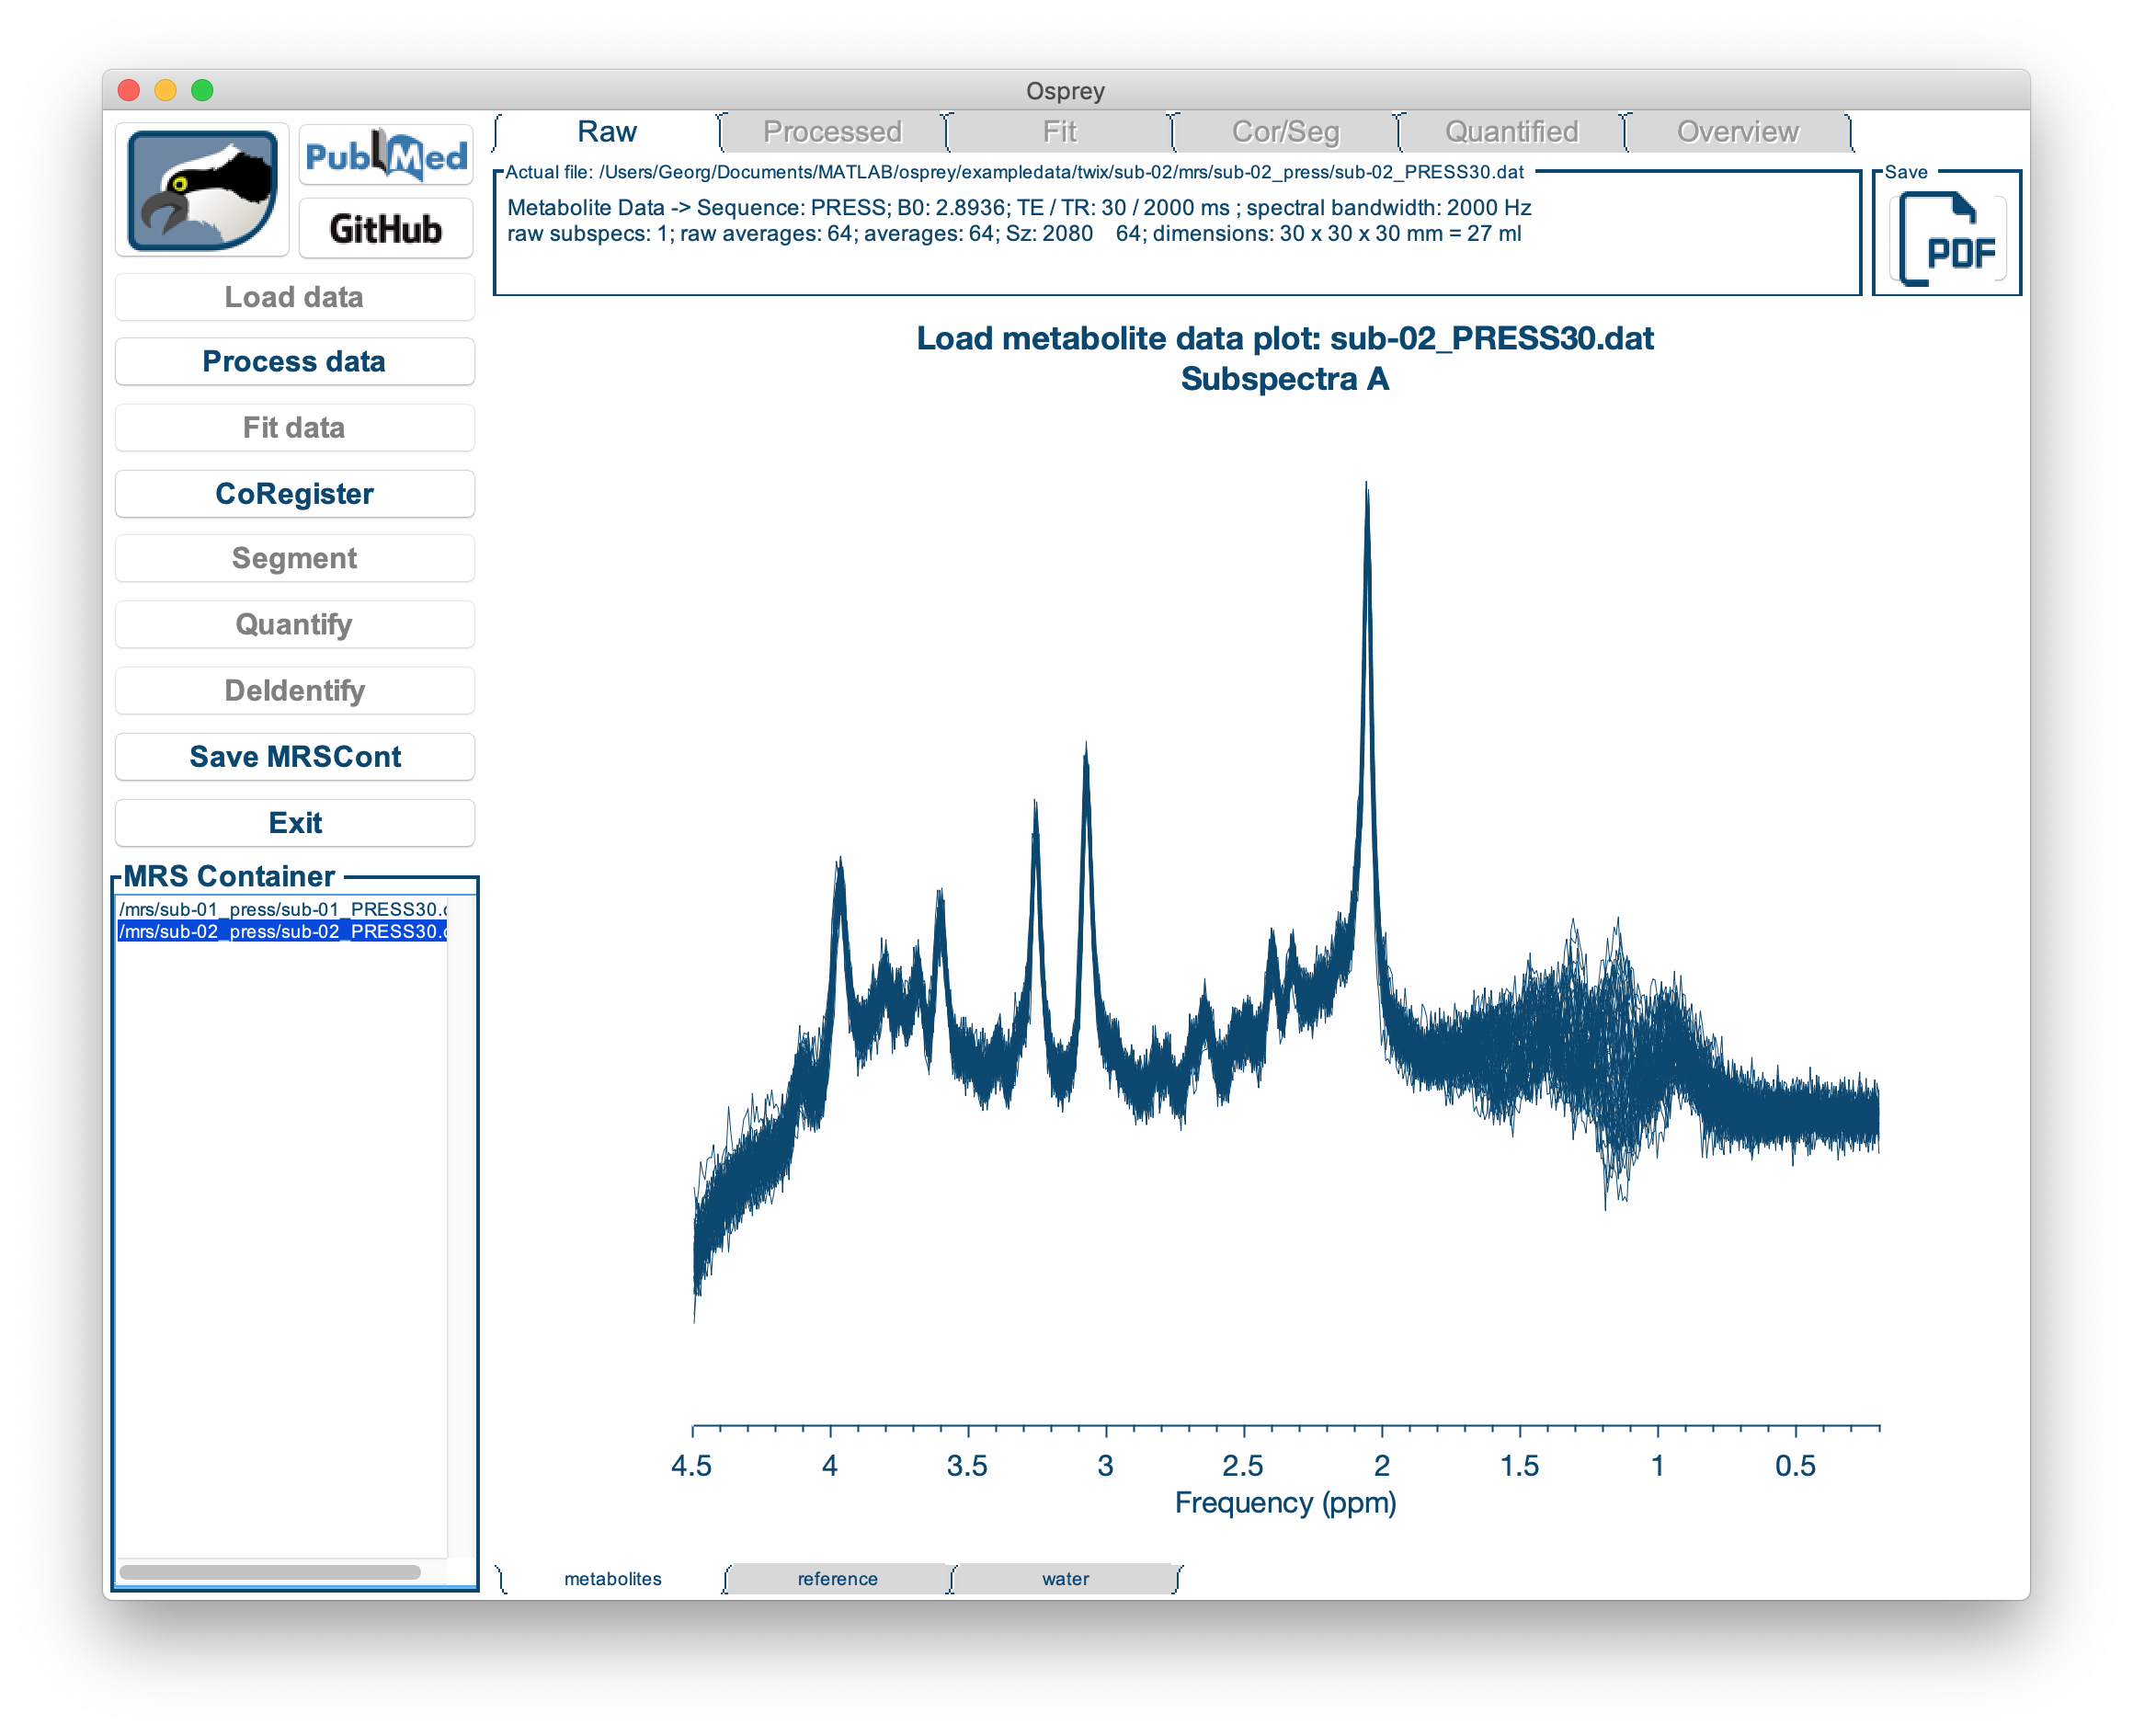 Osprey
PubMed
GitHub
Load data
Process data
Fit data
CoRegister
Segment
Quantify
DeIdentify
Save MRSCont
Exit
MRS Container
/mrs/sub-01_press/sub-01_PRESS30.
/mrs/sub-02_press/sub-02_PRESS30.
Raw
Processed
Fit
Cor/Seg
Quantified
Overview
Actual file: /Users/Georg/Documents/MATLAB/osprey/exampledata/twix/sub-02/mrs/sub-02_press/sub-02_PRESS30.dat
Metabolite Data -> Sequence: PRESS; B0: 2.8936; TE / TR: 30 / 2000 ms ; spectral bandwidth: 2000 Hz
raw subspecs: 1; raw averages: 64; averages: 64; Sz: 2080 64; dimensions: 30 x 30 x 30 mm = 27 ml
Save
PDF
Load metabolite data plot: sub-02_PRESS30.dat
Subspectra A
4.5 4 3.5 3 2.5 2 1.5 1 0.5
Frequency (ppm)
metabolites
reference
water